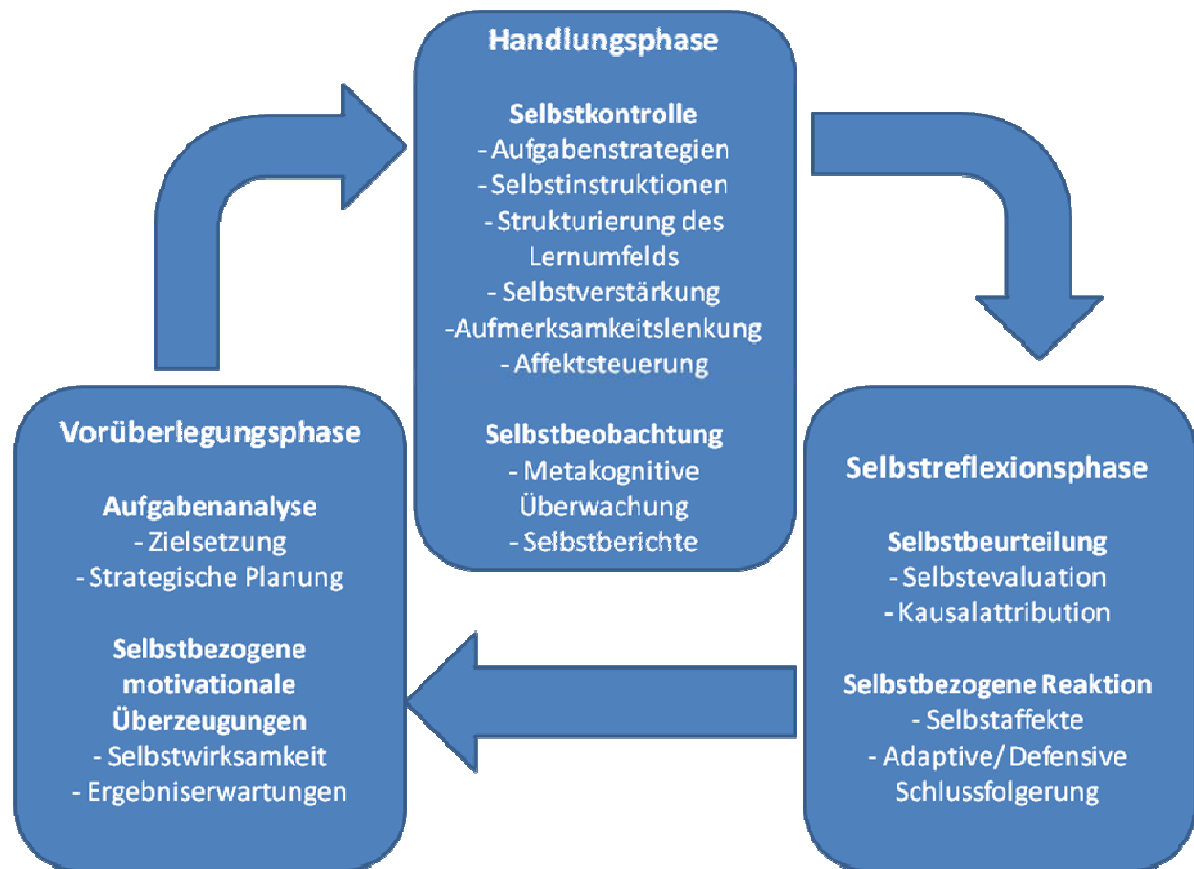 Handlungsphase
Selbstkontrolle
- Aufgabenstrategien
- Selbstinstruktionen
- Strukturierung des
Lernumfelds
- Selbstverstärkung
-Aufmerksamkeitslenkung
- Affektsteuerung
Selbstbeobachtung
- Metakognitive
Überwachung
- Selbstberichte
Vorüberlegungsphase
Aufgabenanalyse
- Zielsetzung
- Strategische Planung
Selbstbezogene
motivationale
Überzeugungen
- Selbstwirksamkeit
- Ergebniserwartungen
Selbstreflexionsphase
Selbstbeurteilung
- Selbstevaluation
- Kausalattribution
Selbstbezogene Reaktion
- Selbstaffekte
- Adaptive/ Defensive
Schlussfolgerung